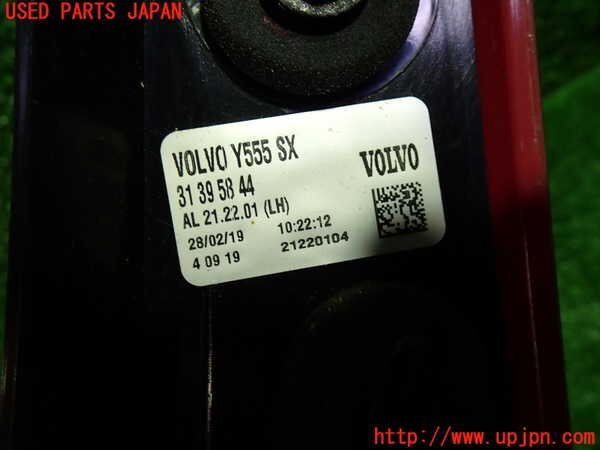 USED PARTS JAPAN
VOLVO Y555 SX
31 39 58 44
VOLVO
AL 21.22.01 (LH)
28/02/19 10:22:12
4 09 19 21220104
http://www.upjpn.com/